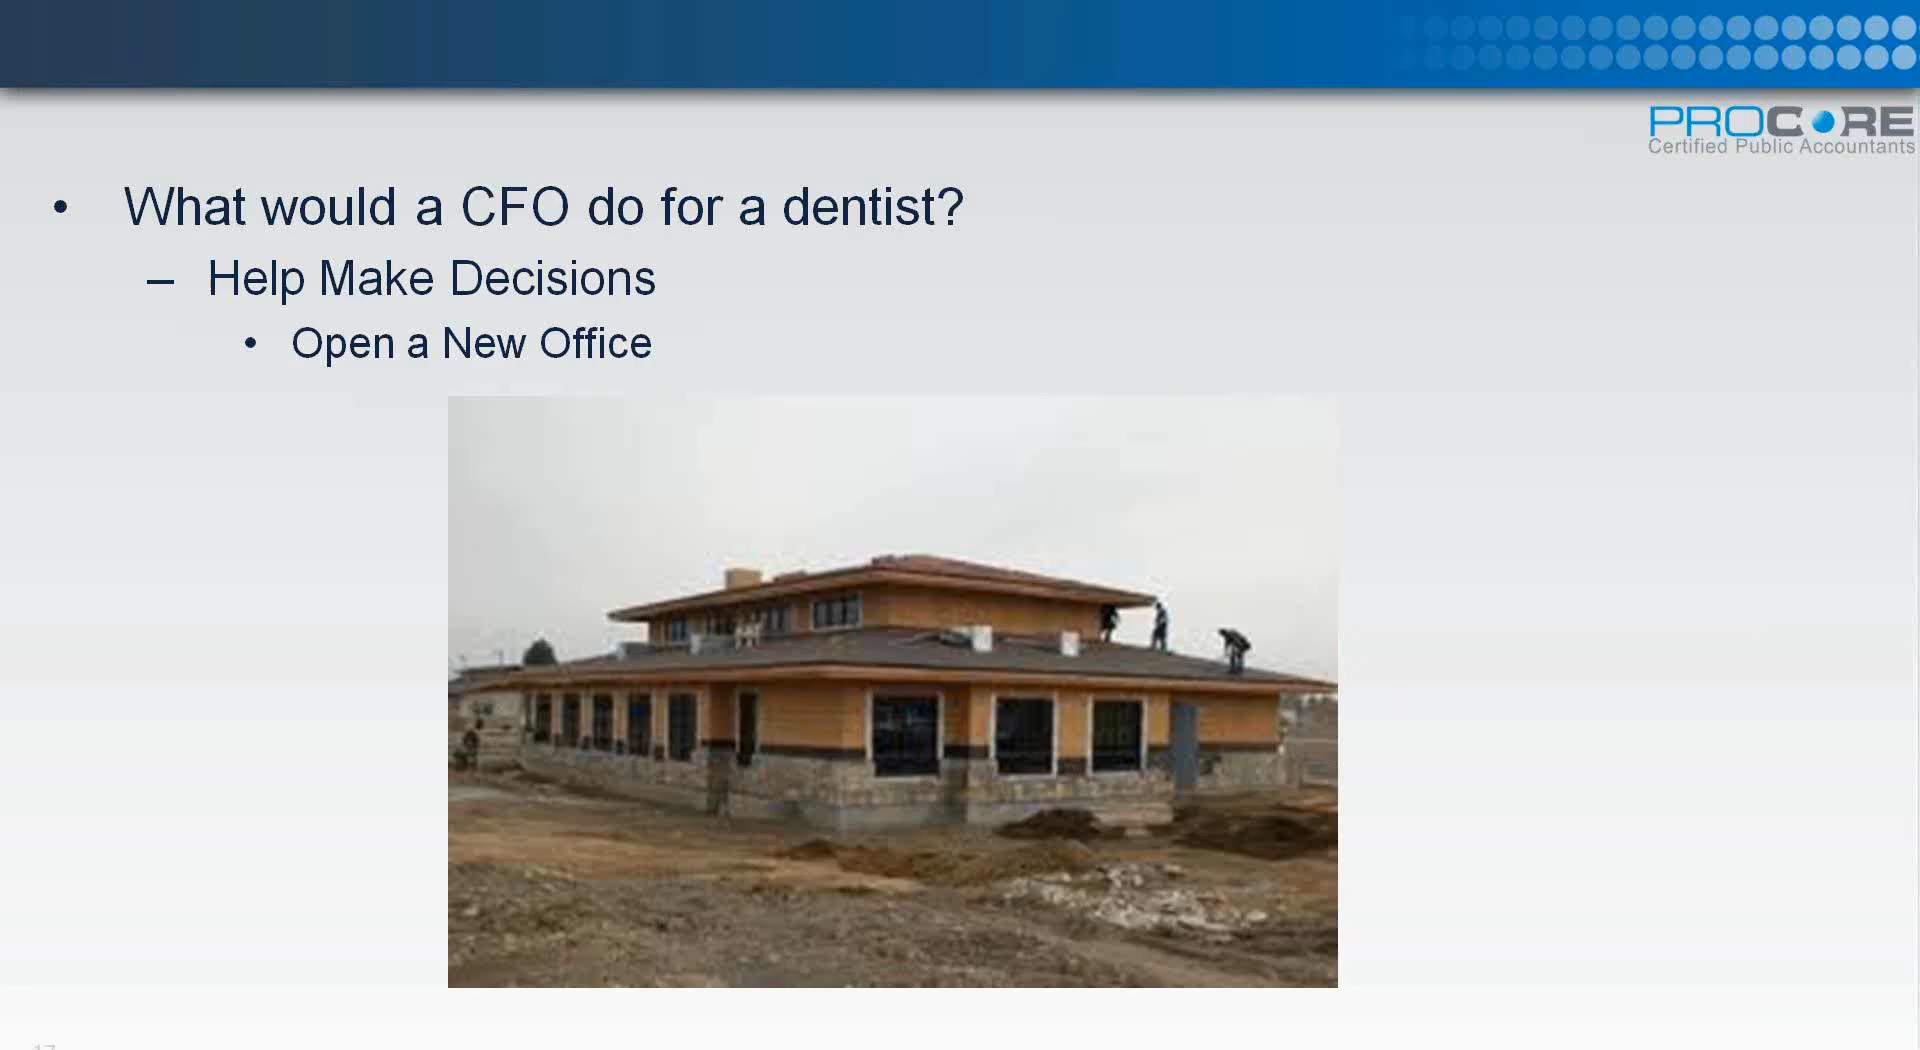 PROCORE
Certified Public Accountants
• What would a CFO do for a dentist?
– Help Make Decisions
• Open a New Office